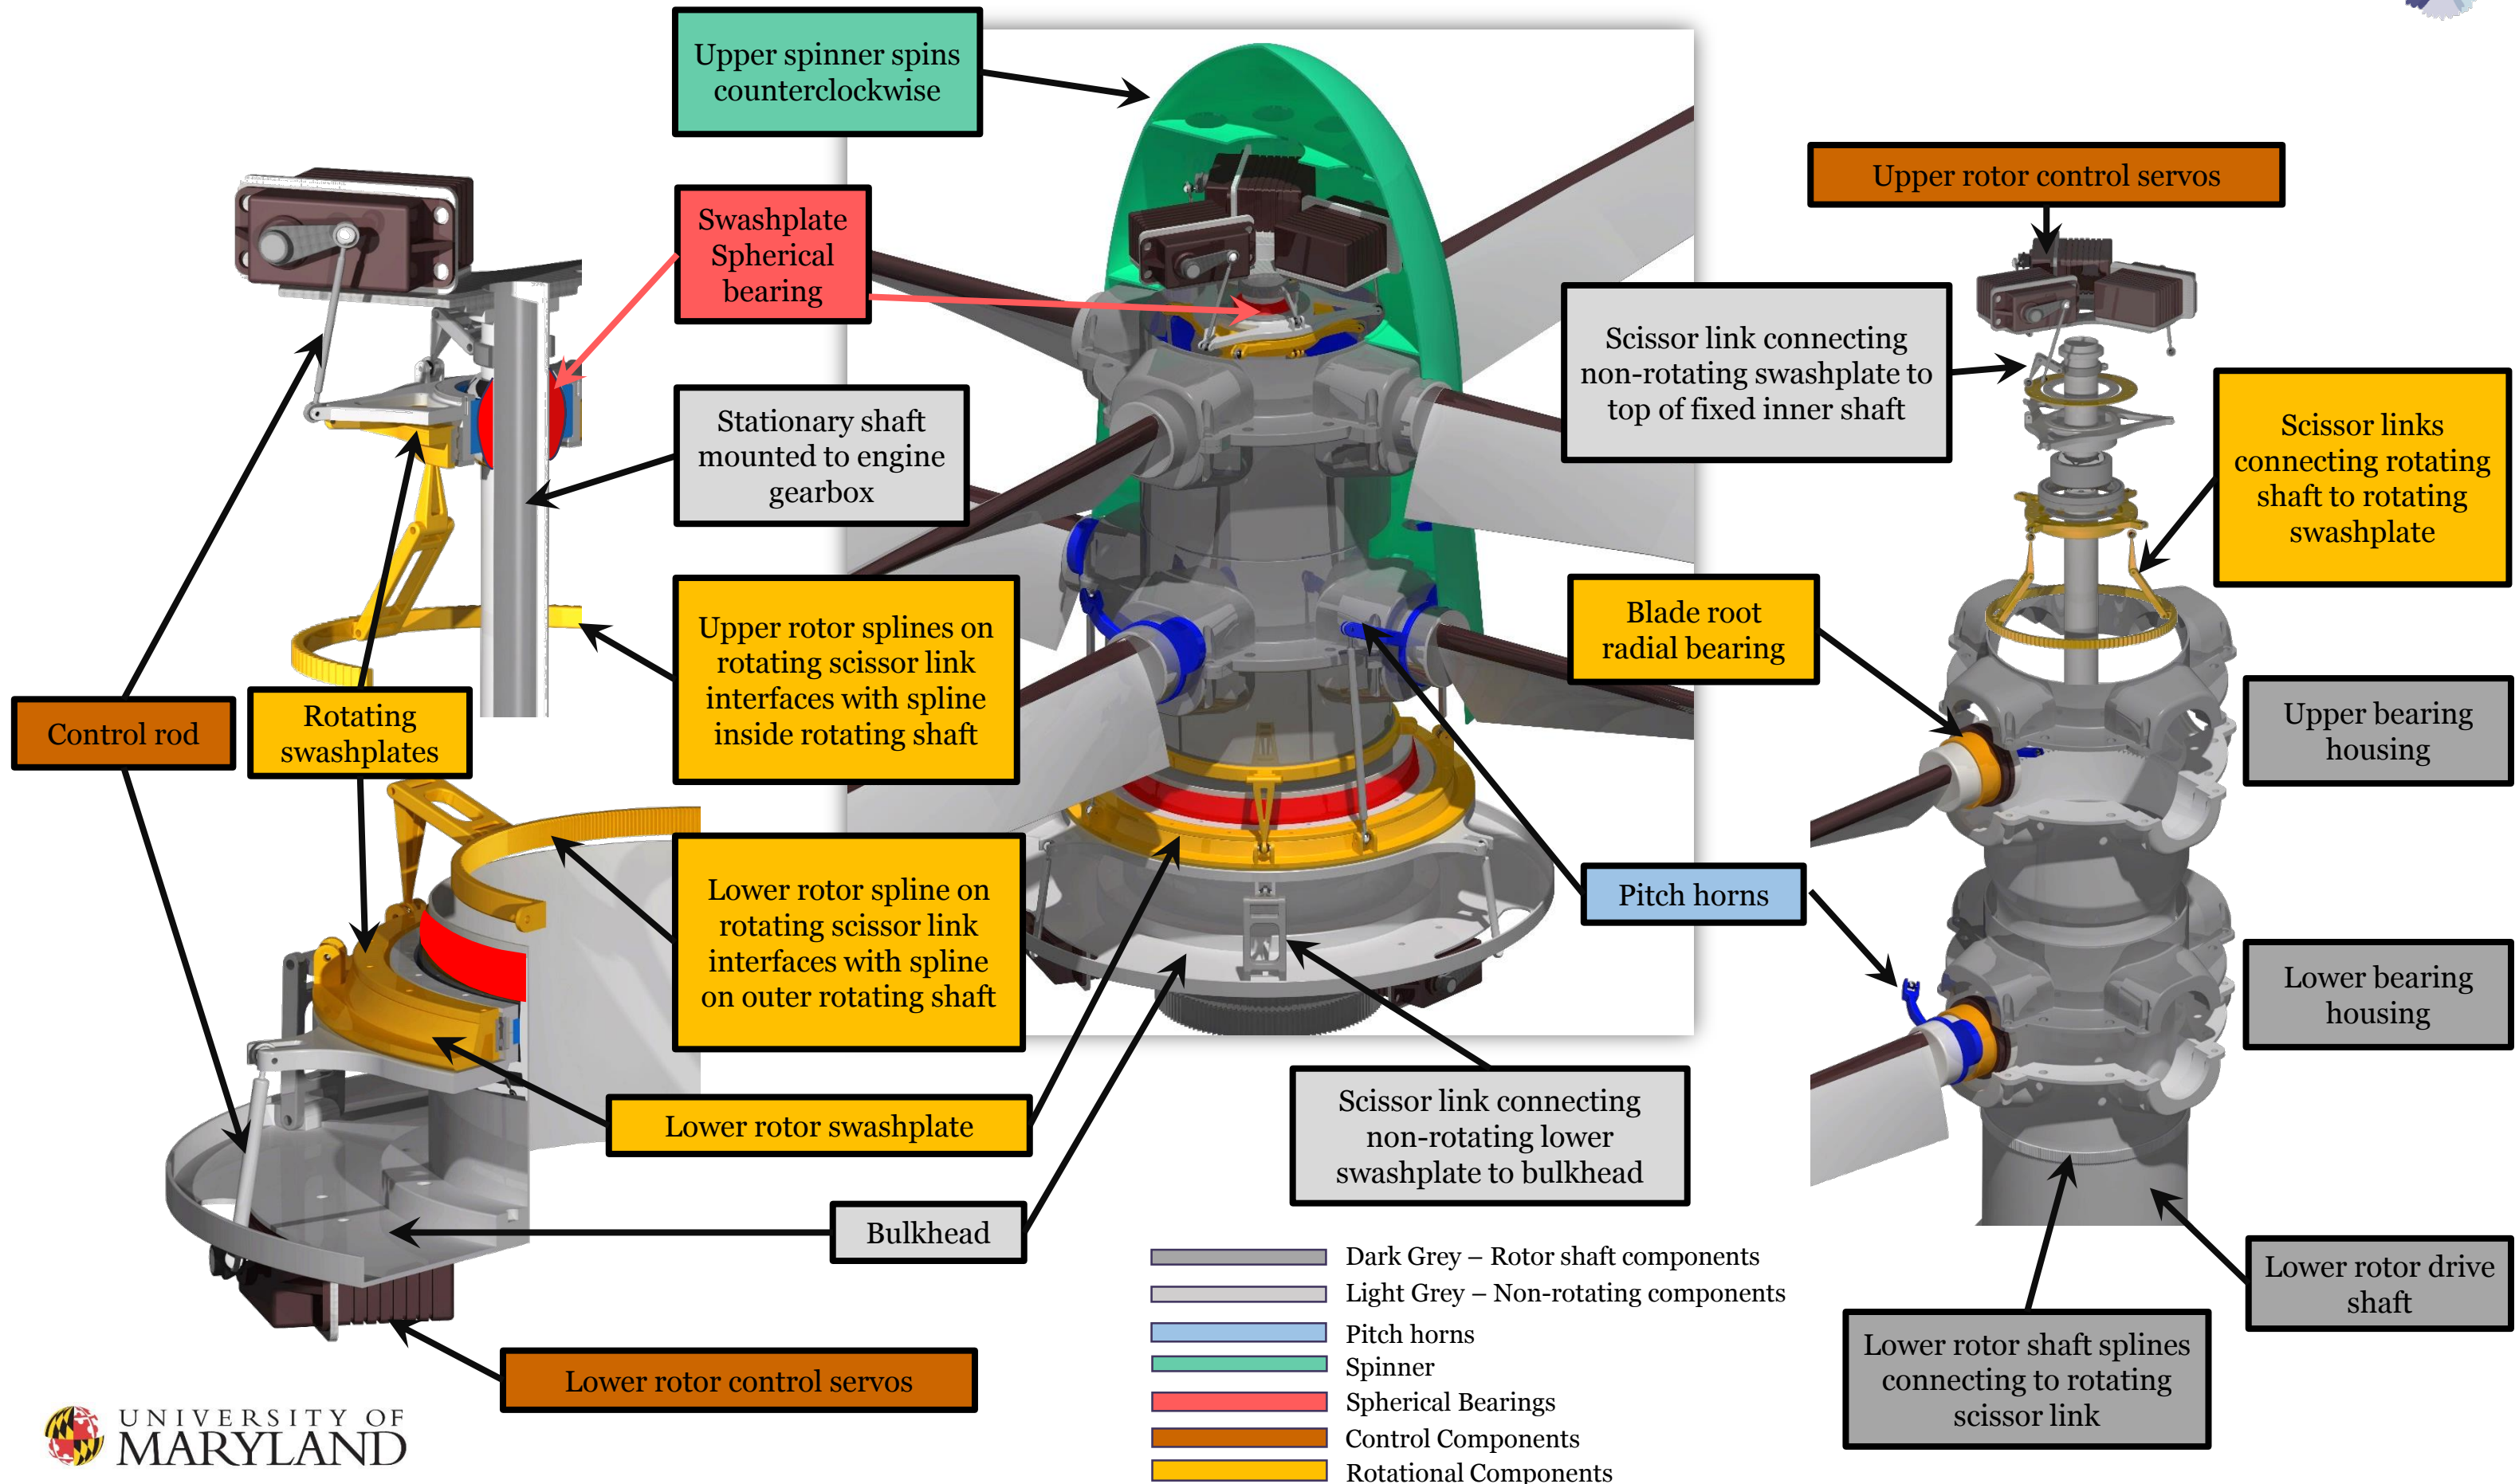 Upper spinner spins
counterclockwise
Swashplate
Spherical
bearing
Stationary shaft
mounted to engine
gearbox
Upper rotor splines on
rotating scissor link
interfaces with spline
inside rotating shaft
Control rod
Rotating
swashplates
Lower rotor spline on
rotating scissor link
interfaces with spline
on outer rotating shaft
Lower rotor swashplate
Bulkhead
Lower rotor control servos
Upper rotor control servos
Scissor link connecting
non-rotating swashplate to
top of fixed inner shaft
Scissor links
connecting rotating
shaft to rotating
swashplate
Blade root
radial bearing
Upper bearing
housing
Pitch horns
Lower bearing
housing
Scissor link connecting
non-rotating lower
swashplate to bulkhead
Lower rotor drive
shaft
Lower rotor shaft splines
connecting to rotating
scissor link
Dark Grey – Rotor shaft components
Light Grey – Non-rotating components
Pitch horns
Spinner
Spherical Bearings
Control Components
Rotational Components
UNIVERSITY OF
MARYLAND